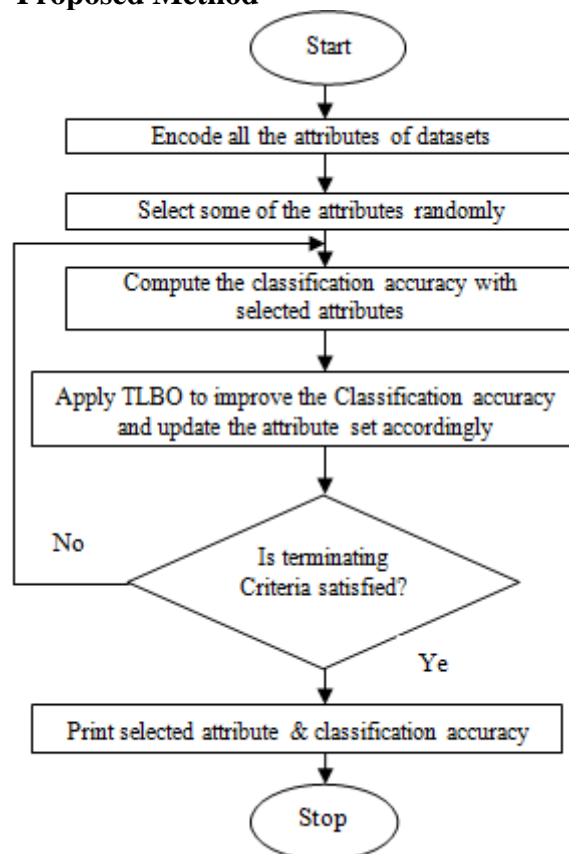 Proposed Method
Start
Encode all the attributes of datasets
Select some of the attributes randomly
Compute the classification accuracy with
selected attributes
Apply TLBO to improve the Classification accuracy
and update the attribute set accordingly
No
Is terminating
Criteria satisfied?
Ye
Print selected attribute & classification accuracy
Stop